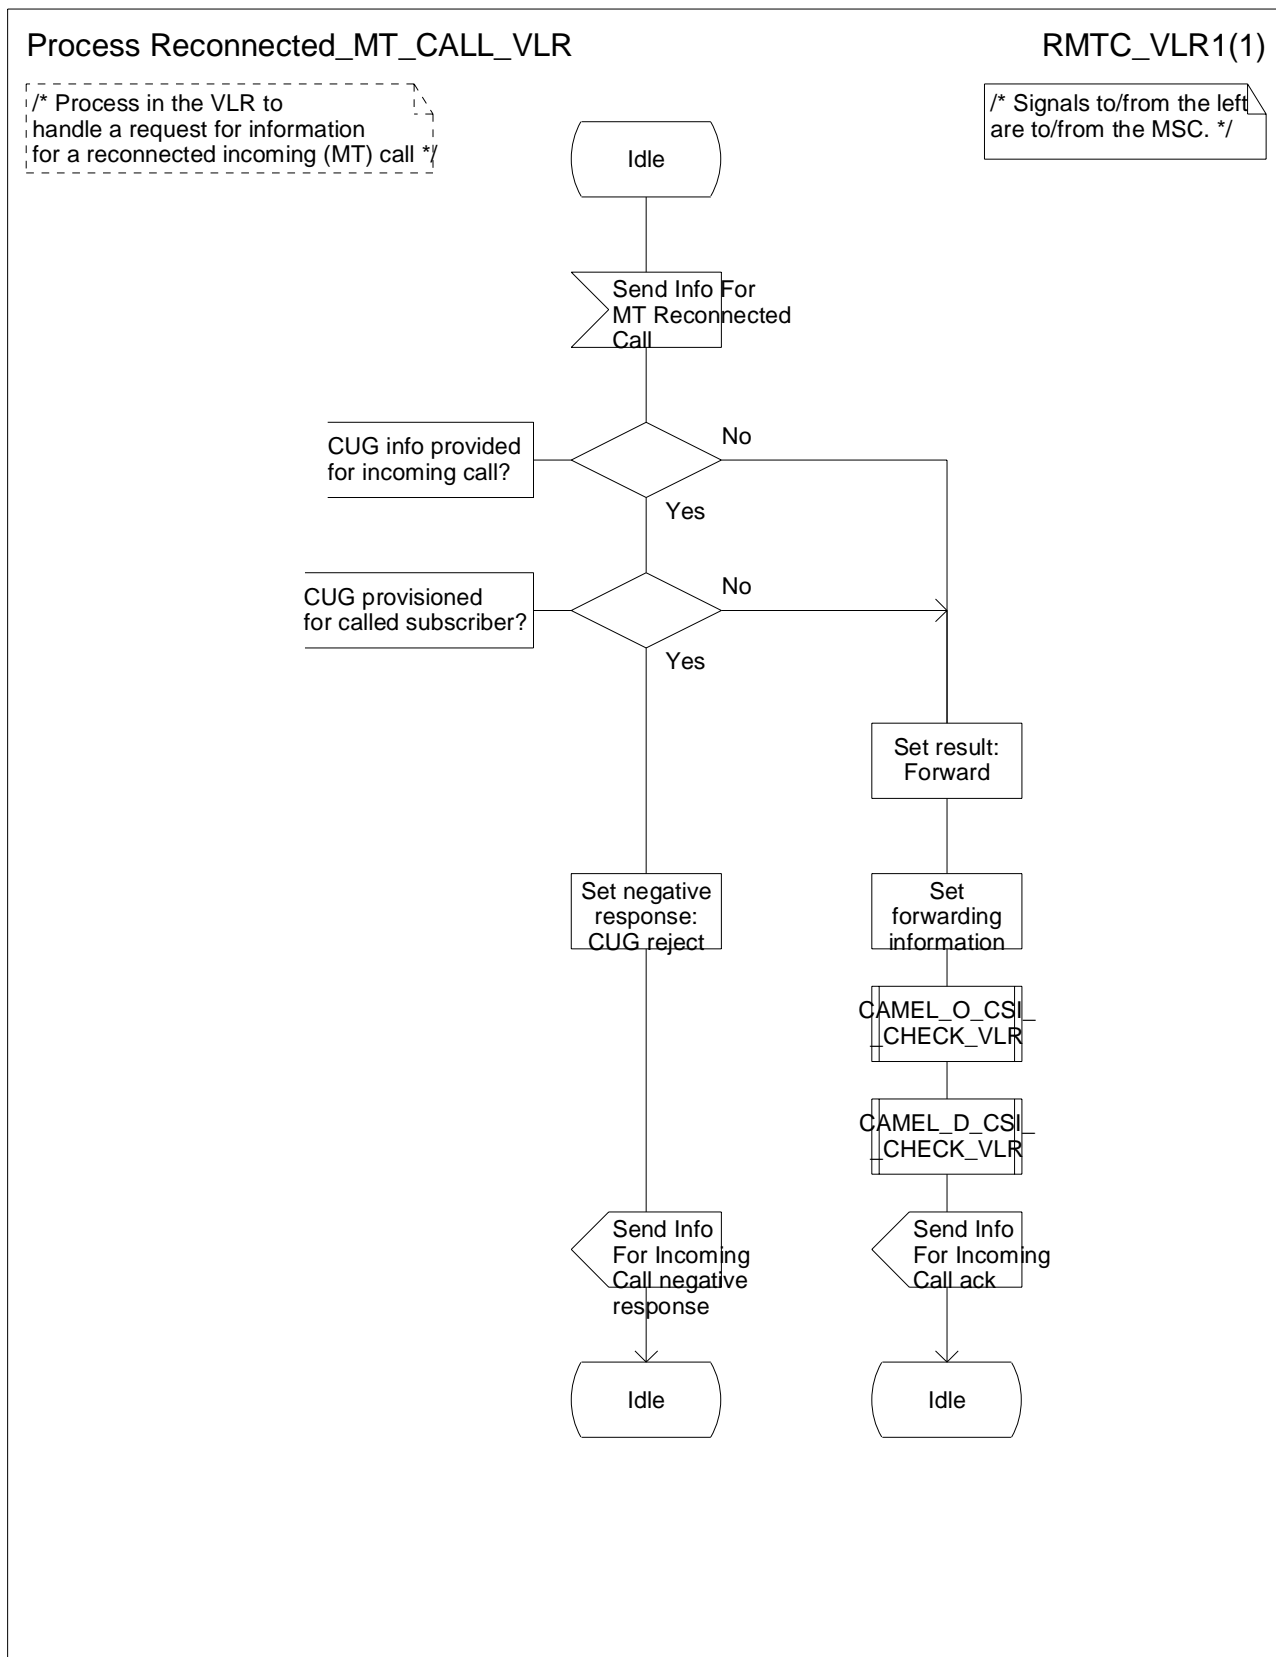 Process Reconnected_MT_CALL_VLR
RMTC_VLR1(1)
/* Process in the VLR to
handle a request for information
for a reconnected incoming (MT) call */
/* Signals to/from the left
are to/from the MSC. */
Idle
Send Info For
MT Reconnected
Call
CUG info provided
for incoming call?
No
Yes
CUG provisioned
for called subscriber?
No
Yes
Set result:
Forward
Set negative
response:
CUG reject
Set
forwarding
information
CAMEL_O_CSI_
_CHECK_VLR
CAMEL_D_CSI_
_CHECK_VLR
Send Info
For Incoming
Call negative
response
Send Info
For Incoming
Call ack
Idle
Idle